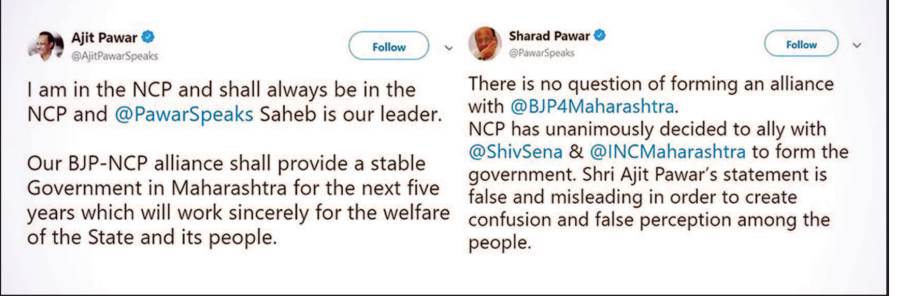 Ajit Pawar
@AjitPawarSpeaks
Follow
I am in the NCP and shall always be in the
NCP and @PawarSpeaks Saheb is our leader.
Our BJP-NCP alliance shall provide a stable
Government in Maharashtra for the next five
years which will work sincerely for the welfare
of the State and its people.
Sharad Pawar
@PawarSpeaks
Follow
There is no question of forming an alliance
with @BJP4Maharashtra.
NCP has unanimously decided to ally with
@ShivSena & @INCMaharashtra to form the
government. Shri Ajit Pawar's statement is
false and misleading in order to create
confusion and false perception among the
people.